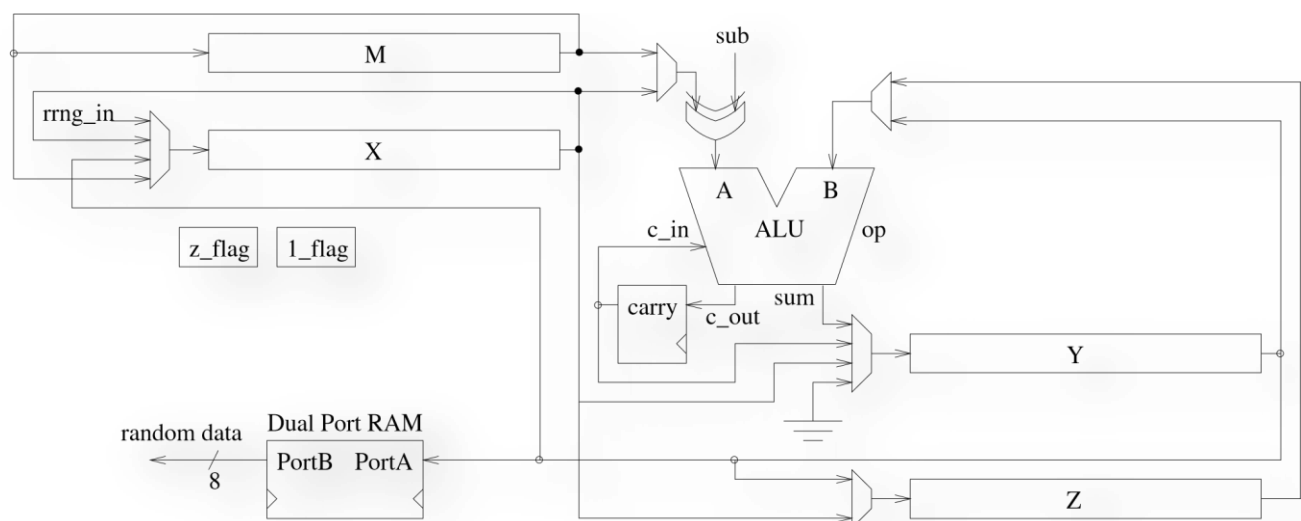 M
sub
rrng_in
X
A
B
z_flag
1_flag
c_in
ALU
op
carry
sum
c_out
Y
Dual Port RAM
random data
PortB
PortA
8
Z